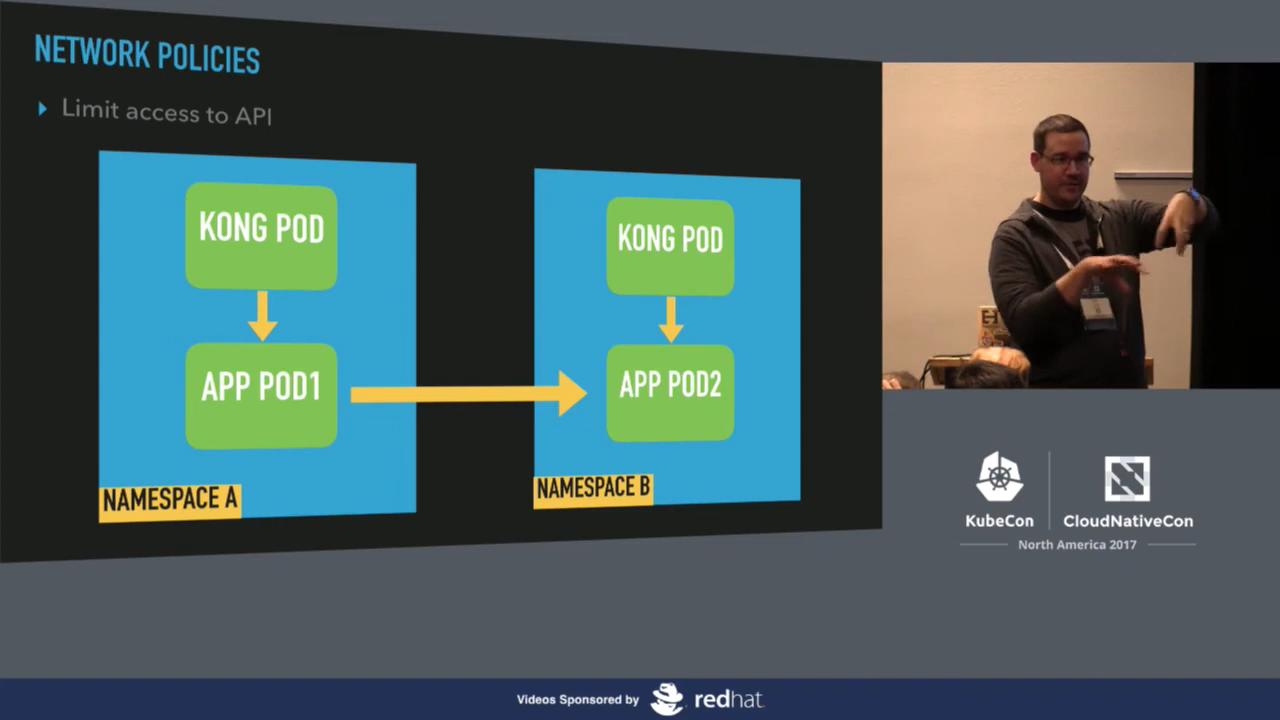 NETWORK POLICIES
Limit access to API
KONG POD
KONG POD
APP POD1
APP POD2
NAMESPACE A
NAMESPACE B
KubeCon
CloudNativeCon
North America 2017
Videos Sponsored by
redhat.